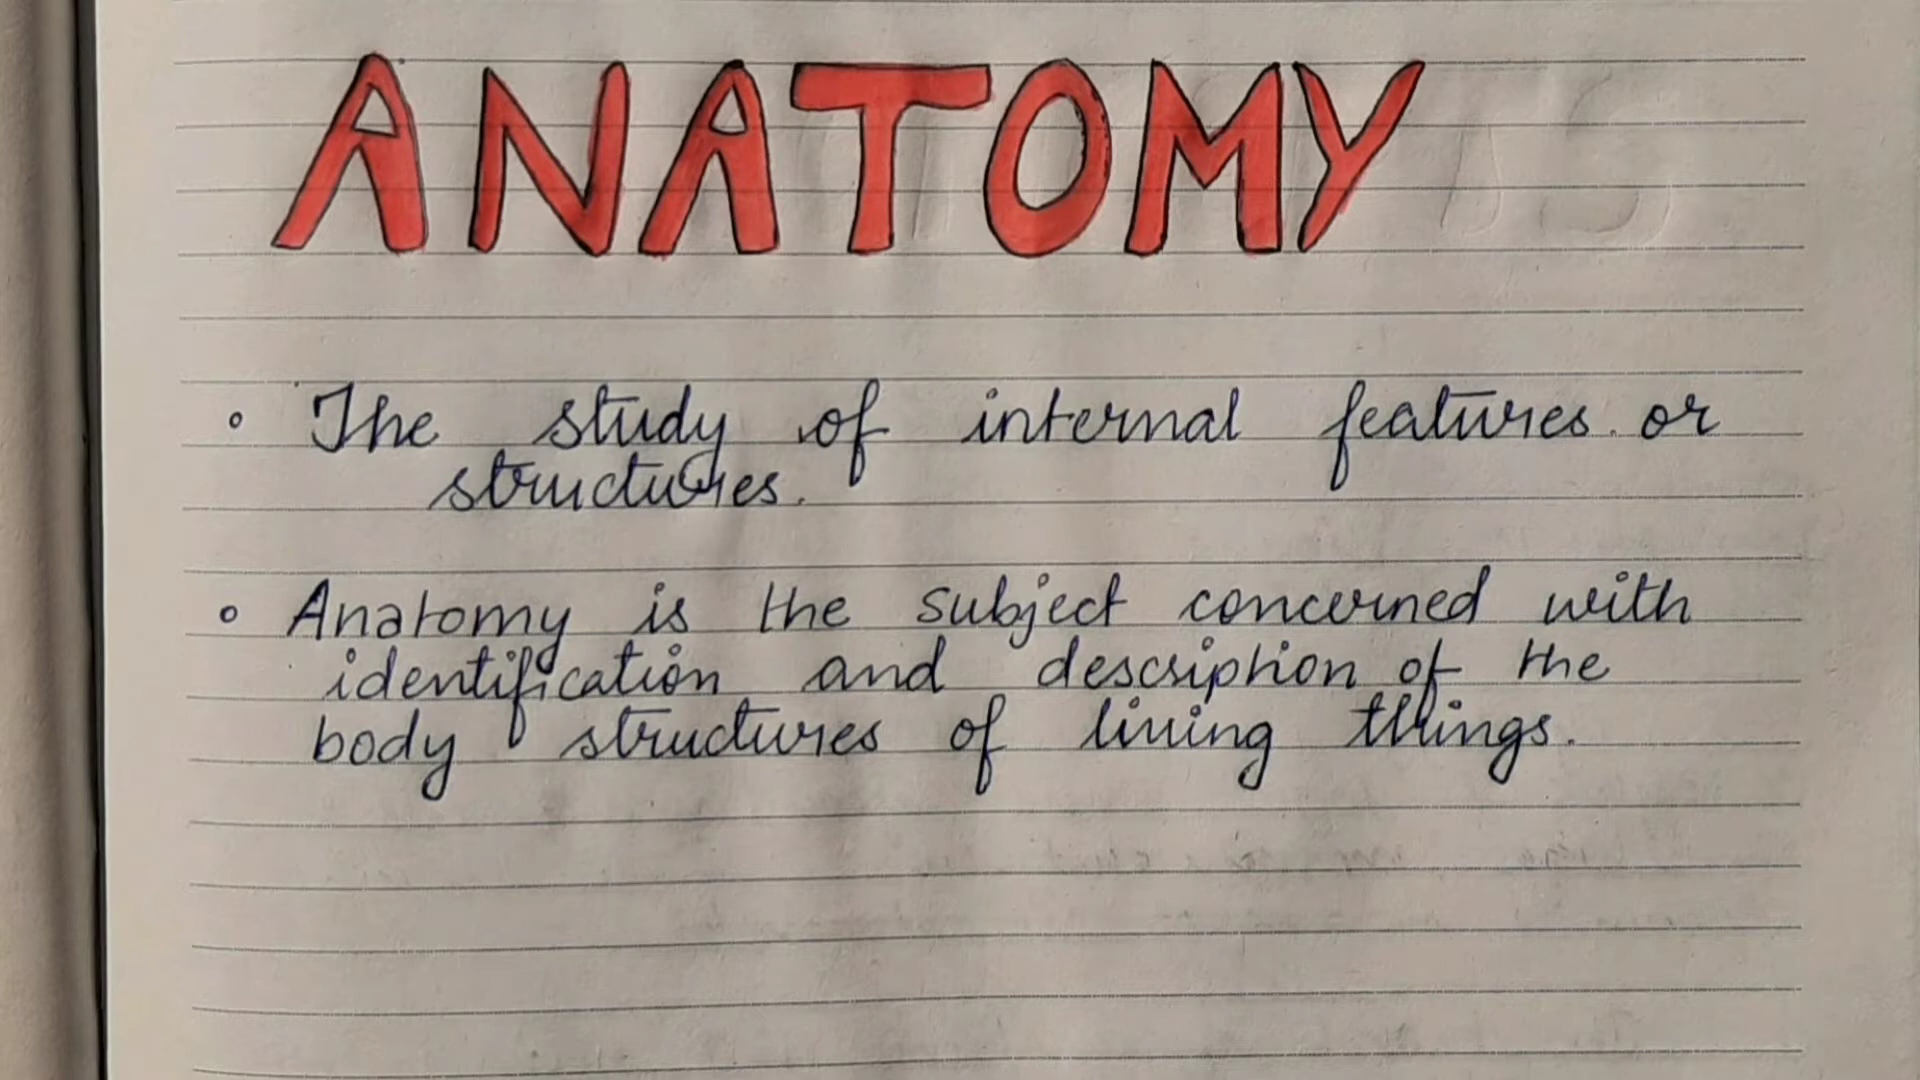 ANATOMY
◦ The study of internal features or
structures.
◦ Anatomy is the subject concerned with
identification and description of the
body structures of living things.